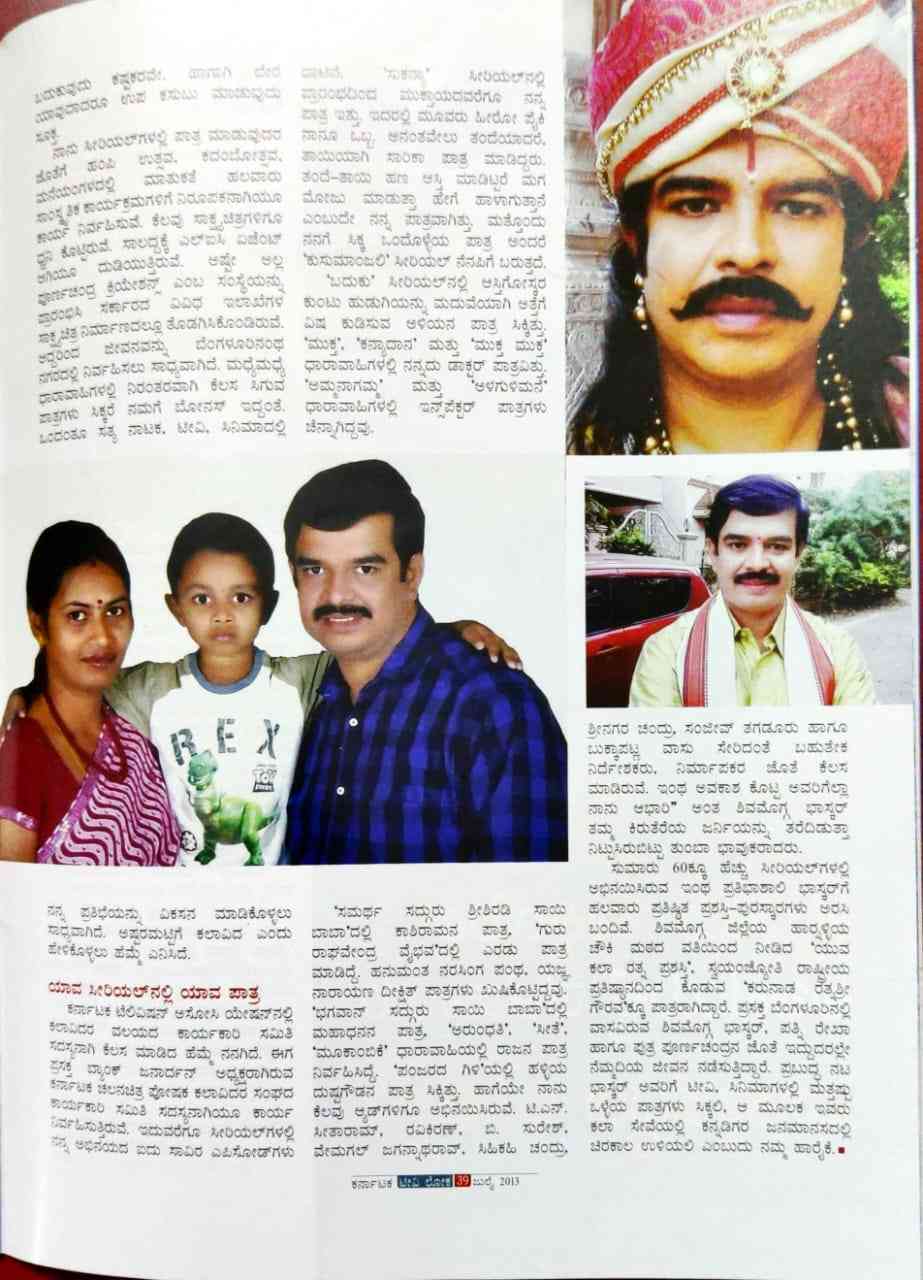 ಬದುಕುವುದು ಕಷ್ಟಕರವೇ. ಹಾಗಾಗಿ ಬೇರೆ
ಯಾವುದಾದರೂ ಉಪ ಕಸುಬು ಮಾಡುವುದು
ಸೂಕ್ತ.
ನಾನು ಸೀರಿಯಲ್‌ಗಳಲ್ಲಿ ಪಾತ್ರ ಮಾಡುವುದರ
ಜೊತೆಗೆ ಹಂಪಿ ಉತ್ಸವ, ಕದಂಬೋತ್ಸವ,
ಮನೆಯಂಗಳದಲ್ಲಿ ಮಾತುಕತೆ ಹಲವಾರು
ಸಾಂಸ್ಕೃತಿಕ ಕಾರ್ಯಕ್ರಮಗಳಿಗೆ ನಿರೂಪಕನಾಗಿಯೂ
ಕಾರ್ಯ ನಿರ್ವಹಿಸುವೆ. ಕೆಲವು ಸಾಕ್ಷ್ಯಚಿತ್ರಗಳಿಗೂ
ಧ್ವನಿ ಕೊಟ್ಟಿರುವೆ. ಸಾಲದ್ದಕ್ಕೆ ಎಲ್‌ಐಸಿ ಏಜೆಂಟ್
ಆಗಿಯೂ ದುಡಿಯುತ್ತಿರುವೆ. ಅಷ್ಟೇ ಅಲ್ಲ
ಪೂರ್ಣಚಂದ್ರ ಕ್ರಿಯೇಶನ್ಸ್ ಎಂಬ ಸಂಸ್ಥೆಯನ್ನು
ಪ್ರಾರಂಭಿಸಿ ಸರ್ಕಾರದ ವಿವಿಧ ಇಲಾಖೆಗಳ
ಸಾಕ್ಷ್ಯಚಿತ್ರ ನಿರ್ಮಾಣದಲ್ಲೂ ತೊಡಗಿಸಿಕೊಂಡಿರುವೆ.
ಆದ್ದರಿಂದ ಜೀವನವನ್ನು ಬೆಂಗಳೂರಿನಂಥ
ನಗರದಲ್ಲಿ ನಿರ್ವಹಿಸಲು ಸಾಧ್ಯವಾಗಿದೆ. ಮಧ್ಯೆಮಧ್ಯೆ
ಧಾರಾವಾಹಿಗಳಲ್ಲಿ ನಿರಂತರವಾಗಿ ಕೆಲಸ ಸಿಗುವ
ಪಾತ್ರಗಳು ಸಿಕ್ಕರೆ ನಮಗೆ ಬೋನಸ್ ಇದ್ದಂತೆ.
ಒಂದಂತೂ ಸತ್ಯ ನಾಟಕ, ಟೀವಿ, ಸಿನಿಮಾದಲ್ಲಿ
ನನ್ನ ಪ್ರತಿಭೆಯನ್ನು ವಿಕಸನ ಮಾಡಿಕೊಳ್ಳಲು
ಸಾಧ್ಯವಾಗಿದೆ. ಅಷ್ಟರಮಟ್ಟಿಗೆ ಕಲಾವಿದ ಎಂದು
ಹೇಳಿಕೊಳ್ಳಲು ಹೆಮ್ಮೆ ಎನಿಸಿದೆ.
ಯಾವ ಸೀರಿಯಲ್‌ನಲ್ಲಿ ಯಾವ ಪಾತ್ರ
ಕರ್ನಾಟಕ ಟೆಲಿವಿಷನ್ ಅಸೋಸಿಯೇಷನ್‌ನಲ್ಲಿ
ಕಲಾವಿದರ ವಲಯದ ಕಾರ್ಯಕಾರಿ ಸಮಿತಿ
ಸದಸ್ಯನಾಗಿ ಕೆಲಸ ಮಾಡಿದ ಹೆಮ್ಮೆ ನನಗಿದೆ. ಈಗ
ಪ್ರಸಕ್ತ ಬ್ಯಾಂಕ್ ಜನಾರ್ದನ್ ಅಧ್ಯಕ್ಷರಾಗಿರುವ
ಕರ್ನಾಟಕ ಚಲನಚಿತ್ರ ಪೋಷಕ ಕಲಾವಿದರ ಸಂಘದ
ಕಾರ್ಯಕಾರಿ ಸಮಿತಿ ಸದಸ್ಯನಾಗಿಯೂ ಕಾರ್ಯ
ನಿರ್ವಹಿಸುತ್ತಿರುವೆ. ಇದುವರೆಗೂ ಸೀರಿಯಲ್‌ಗಳಲ್ಲಿ
ನನ್ನ ಅಭಿನಯದ ಐದು ಸಾವಿರ ಎಪಿಸೋಡ್‌ಗಳು
ದಾಟಿವೆ. 'ಸುಕನ್ಯಾ' ಸೀರಿಯಲ್‌ನಲ್ಲಿ
ಪ್ರಾರಂಭದಿಂದ ಮುಕ್ತಾಯದವರೆಗೂ ನನ್ನ
ಪಾತ್ರ ಇತ್ತು. ಇದರಲ್ಲಿ ಮೂವರು ಹೀರೋ ಪೈಕಿ
ನಾನೂ ಒಬ್ಬ. ಅನಂತವೇಲು ತಂದೆಯಾದರೆ,
ತಾಯಿಯಾಗಿ ಸಾರಿಕಾ ಪಾತ್ರ ಮಾಡಿದ್ದರು.
ತಂದೆ-ತಾಯಿ ಹಣ ಆಸ್ತಿ ಮಾಡಿಟ್ಟರೆ ಮಗ
ಮೋಜು ಮಾಡುತ್ತಾ ಹೇಗೆ ಹಾಳಾಗುತ್ತಾನೆ
ಎಂಬುದೇ ನನ್ನ ಪಾತ್ರವಾಗಿತ್ತು. ಮತ್ತೊಂದು
ನನಗೆ ಸಿಕ್ಕ ಒಂದೊಳ್ಳೆಯ ಪಾತ್ರ ಅಂದರೆ
'ಕುಸುಮಾಂಜಲಿ' ಸೀರಿಯಲ್ ನೆನಪಿಗೆ ಬರುತ್ತದೆ.
'ಬದುಕು' ಸೀರಿಯಲ್‌ನಲ್ಲಿ ಆಸ್ತಿಗೋಸ್ಕರ
ಕುಂಟು ಹುಡುಗಿಯನ್ನು ಮದುವೆಯಾಗಿ ಅತ್ತೆಗೆ
ವಿಷ ಕುಡಿಸುವ ಅಳಿಯನ ಪಾತ್ರ ಸಿಕ್ಕಿತ್ತು.
'ಮುಕ್ತ', 'ಕನ್ಯಾದಾನ' ಮತ್ತು 'ಮುಕ್ತ ಮುಕ್ತ'
ಧಾರಾವಾಹಿಗಳಲ್ಲಿ ನನ್ನದು ಡಾಕ್ಟರ್ ಪಾತ್ರವಿತ್ತು.
'ಅಮ್ಮನಾಗಮ್ಮ' ಮತ್ತು 'ಅಳಗುಳಿಮನೆ'
ಧಾರಾವಾಹಿಗಳಲ್ಲಿ ಇನ್ಸ್‌ಪೆಕ್ಟರ್ ಪಾತ್ರಗಳು
ಚೆನ್ನಾಗಿದ್ದವು.
'ಸಮರ್ಥ ಸದ್ಗುರು ಶ್ರೀಶಿರಡಿ ಸಾಯಿ
ಬಾಬಾ'ದಲ್ಲಿ ಕಾಶಿರಾಮನ ಪಾತ್ರ, 'ಗುರು
ರಾಘವೇಂದ್ರ ವೈಭವ'ದಲ್ಲಿ ಎರಡು ಪಾತ್ರ
ಮಾಡಿದ್ದೆ. ಹನುಮಂತ ನರಸಿಂಗ ಪಂಥ, ಯಜ್ಞ
ನಾರಾಯಣ ದೀಕ್ಷಿತ್ ಪಾತ್ರಗಳು ಖುಷಿಕೊಟ್ಟಿದ್ದವು.
'ಭಗವಾನ್ ಸದ್ಗುರು ಸಾಯಿ ಬಾಬಾ'ದಲ್ಲಿ
ಮಹಾಧನನ ಪಾತ್ರ, 'ಅರುಂಧತಿ', 'ಸೀತೆ',
'ಮೂಕಾಂಬಿಕೆ' ಧಾರಾವಾಹಿಯಲ್ಲಿ ರಾಜನ ಪಾತ್ರ
ನಿರ್ವಹಿಸಿದ್ದೆ. 'ಪಂಜರದ ಗಿಳಿ'ಯಲ್ಲಿ ಹಳ್ಳಿಯ
ದುಷ್ಟಗೌಡನ ಪಾತ್ರ ಸಿಕ್ಕಿತ್ತು. ಹಾಗೆಯೇ ನಾನು
ಕೆಲವು ಆ್ಯಡ್‌ಗಳಿಗೂ ಅಭಿನಯಿಸಿರುವೆ. ಟಿ.ಎನ್.
ಸೀತಾರಾಮ್, ರವಿಕಿರಣ್, ಬಿ. ಸುರೇಶ್,
ವೇಮಗಲ್ ಜಗನ್ನಾಥರಾವ್, ಸಿಹಿಕಹಿ ಚಂದ್ರು,
REX
ಶ್ರೀನಗರ ಚಂದ್ರು, ಸಂಜೀವ್ ತಗಡೂರು ಹಾಗೂ
ಬುಕ್ಕಾಪಟ್ಣ ವಾಸು ಸೇರಿದಂತೆ ಬಹುತೇಕ
ನಿರ್ದೇಶಕರು, ನಿರ್ಮಾಪಕರ ಜೊತೆ ಕೆಲಸ
ಮಾಡಿರುವೆ. ಇಂಥ ಅವಕಾಶ ಕೊಟ್ಟ ಅವರಿಗೆಲ್ಲಾ
ನಾನು ಆಭಾರಿ" ಅಂತ ಶಿವಮೊಗ್ಗ ಭಾಸ್ಕರ್
ತಮ್ಮ ಕಿರುತೆರೆಯ ಜರ್ನಿಯನ್ನು ತೆರೆದಿಡುತ್ತಾ
ನಿಟ್ಟುಸಿರುಬಿಟ್ಟು ತುಂಬಾ ಭಾವುಕರಾದರು.
ಸುಮಾರು 60ಕ್ಕೂ ಹೆಚ್ಚು ಸೀರಿಯಲ್‌ಗಳಲ್ಲಿ
ಅಭಿನಯಿಸಿರುವ ಇಂಥ ಪ್ರತಿಭಾಶಾಲಿ ಭಾಸ್ಕರ್‌ಗೆ
ಹಲವಾರು ಪ್ರತಿಷ್ಠಿತ ಪ್ರಶಸ್ತಿ-ಪುರಸ್ಕಾರಗಳು ಅರಸಿ
ಬಂದಿವೆ. ಶಿವಮೊಗ್ಗ ಜಿಲ್ಲೆಯ ಹಾರ್‍ನಳ್ಳಿಯ
ಚೌಕಿ ಮಠದ ವತಿಯಿಂದ ನೀಡಿದ 'ಯುವ
ಕಲಾ ರತ್ನ ಪ್ರಶಸ್ತಿ', ಸ್ವಯಂಜ್ಯೋತಿ ರಾಷ್ಟ್ರೀಯ
ಪ್ರತಿಷ್ಠಾನದಿಂದ ಕೊಡುವ 'ಕರುನಾಡ ರತ್ನಶ್ರೀ
ಗೌರವ'ಕ್ಕೂ ಪಾತ್ರರಾಗಿದ್ದಾರೆ. ಪ್ರಸಕ್ತ ಬೆಂಗಳೂರಿನಲ್ಲಿ
ವಾಸವಿರುವ ಶಿವಮೊಗ್ಗ ಭಾಸ್ಕರ್, ಪತ್ನಿ ರೇಖಾ
ಹಾಗೂ ಪುತ್ರ ಪೂರ್ಣಚಂದ್ರನ ಜೊತೆ ಇದ್ದುದರಲ್ಲೇ
ನೆಮ್ಮದಿಯ ಜೀವನ ನಡೆಸುತ್ತಿದ್ದಾರೆ. ಪ್ರಬುದ್ಧ ನಟ
ಭಾಸ್ಕರ್ ಅವರಿಗೆ ಟೀವಿ, ಸಿನಿಮಾಗಳಲ್ಲಿ ಮತ್ತಷ್ಟು
ಒಳ್ಳೆಯ ಪಾತ್ರಗಳು ಸಿಕ್ಕಲಿ, ಆ ಮೂಲಕ ಇವರು
ಕಲಾ ಸೇವೆಯಲ್ಲಿ ಕನ್ನಡಿಗರ ಜನಮಾನಸದಲ್ಲಿ
ಚಿರಕಾಲ ಉಳಿಯಲಿ ಎಂಬುದು ನಮ್ಮ ಹಾರೈಕೆ. ■
ಕರ್ನಾಟಕ ಟೀವಿ ಲೋಕ 39 ಜುಲೈ 2013